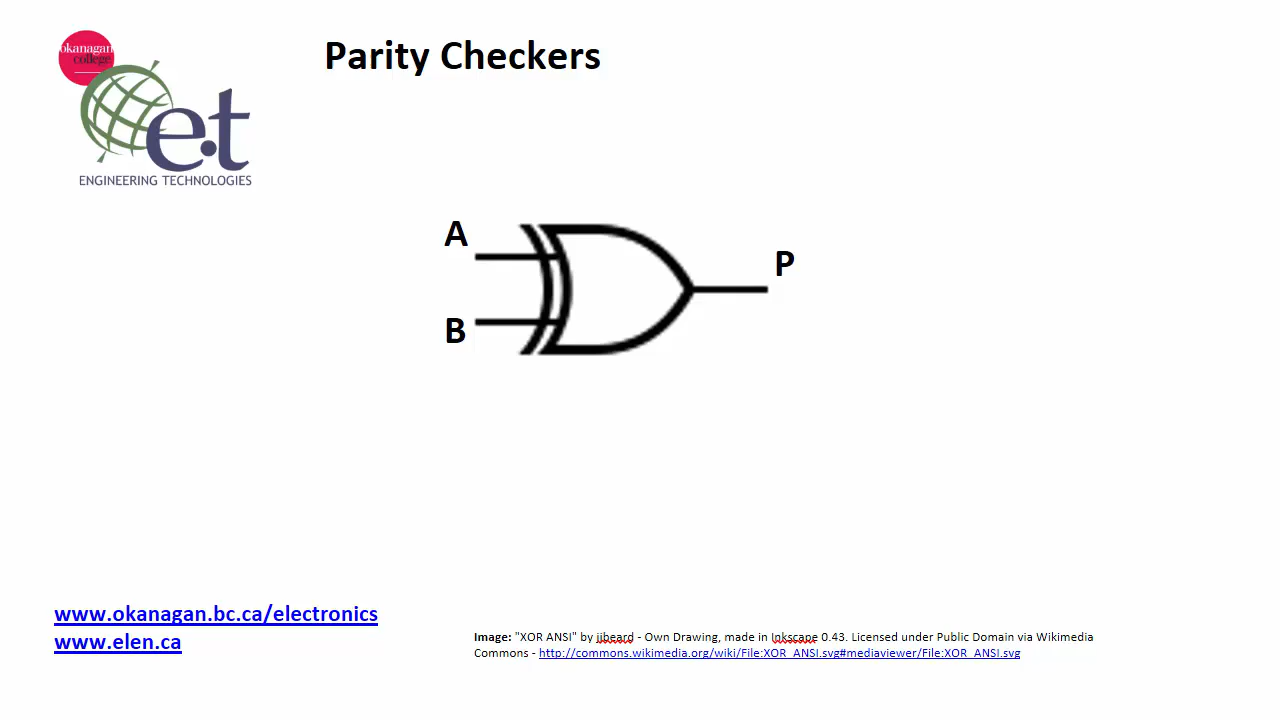 okanagan
college
Parity Checkers
e.t
ENGINEERING TECHNOLOGIES
A
P
B
www.okanagan.bc.ca/electronics
www.elen.ca
Image: "XOR ANSI" by jjbeard - Own Drawing, made in Inkscape 0.43. Licensed under Public Domain via Wikimedia
Commons - http://commons.wikimedia.org/wiki/File:XOR_ANSI.svg#mediaviewer/File:XOR_ANSI.svg